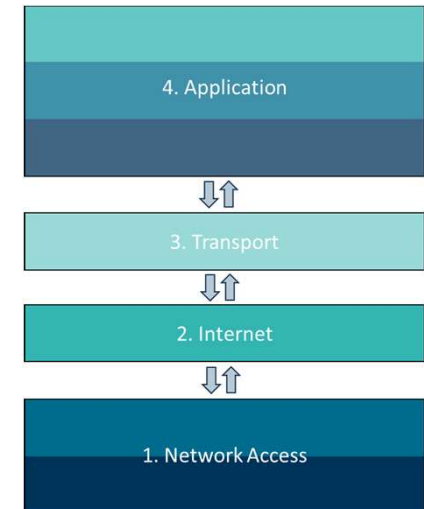 4. Application
3. Transport
2. Internet
1. Network Access